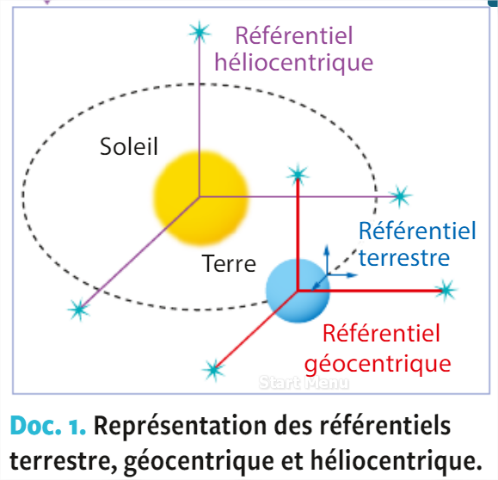 Référentiel
héliocentrique
Soleil
Référentiel
terrestre
Terre
Référentiel
géocentrique
Start Menu
Doc. 1. Représentation des référentiels
terrestre, géocentrique et héliocentrique.